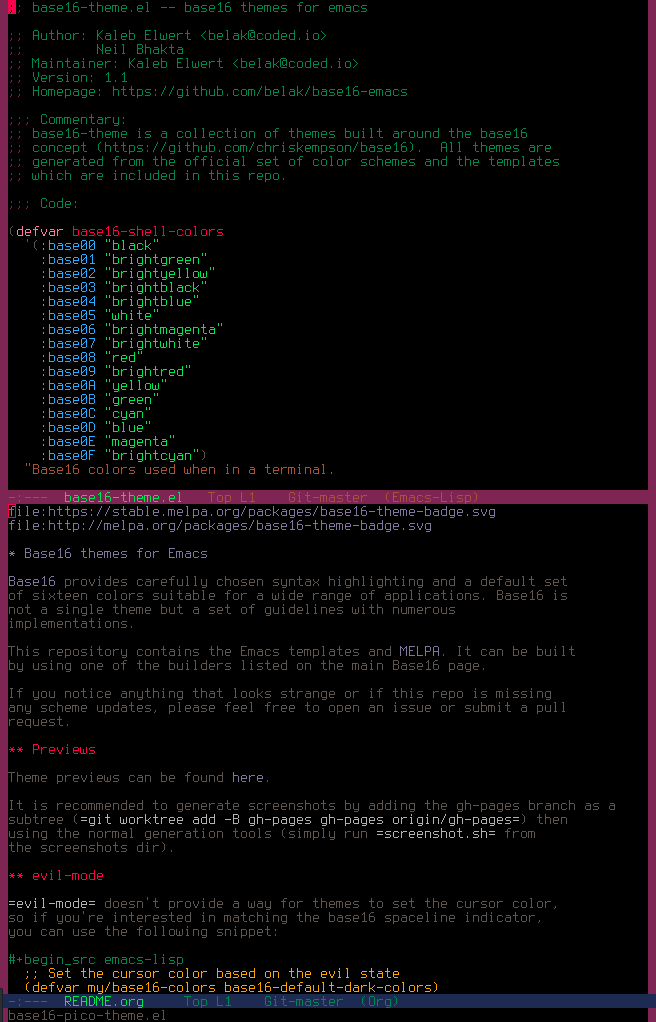 ;; base16-theme.el -- base16 themes for emacs
;; Author: Kaleb Elwert <belak@coded.io>
;;         Neil Bhakta
;; Maintainer: Kaleb Elwert <belak@coded.io>
;; Version: 1.1
;; Homepage: https://github.com/belak/base16-emacs
;;; Commentary:
;; base16-theme is a collection of themes built around the base16
;; concept (https://github.com/chriskempson/base16).  All themes are
;; generated from the official set of color schemes and the templates
;; which are included in this repo.
;;; Code:
(defvar base16-shell-colors
  '(:base00 "black"
    :base01 "brightgreen"
    :base02 "brightyellow"
    :base03 "brightblack"
    :base04 "brightblue"
    :base05 "white"
    :base06 "brightmagenta"
    :base07 "brightwhite"
    :base08 "red"
    :base09 "brightred"
    :base0A "yellow"
    :base0B "green"
    :base0C "cyan"
    :base0D "blue"
    :base0E "magenta"
    :base0F "brightcyan")
  "Base16 colors used when in a terminal.
-:---  base16-theme.el   Top L1    Git-master  (Emacs-Lisp)
file:https://stable.melpa.org/packages/base16-theme-badge.svg
file:http://melpa.org/packages/base16-theme-badge.svg
* Base16 themes for Emacs
Base16 provides carefully chosen syntax highlighting and a default set
of sixteen colors suitable for a wide range of applications. Base16 is
not a single theme but a set of guidelines with numerous
implementations.
This repository contains the Emacs templates and MELPA. It can be built
by using one of the builders listed on the main Base16 page.
If you notice anything that looks strange or if this repo is missing
any scheme updates, please feel free to open an issue or submit a pull
request.
** Previews
Theme previews can be found here.
It is recommended to generate screenshots by adding the gh-pages branch as a
subtree (=git worktree add -B gh-pages gh-pages origin/gh-pages=) then
using the normal generation tools (simply run =screenshot.sh= from
the screenshots dir).
** evil-mode
=evil-mode= doesn't provide a way for themes to set the cursor color,
so if you're interested in matching the base16 spaceline indicator,
you can use the following snippet:
#+begin_src emacs-lisp
  ;; Set the cursor color based on the evil state
  (defvar my/base16-colors base16-default-dark-colors)
-:---  README.org     Top L1    Git-master  (Org)
base16-pico-theme.el